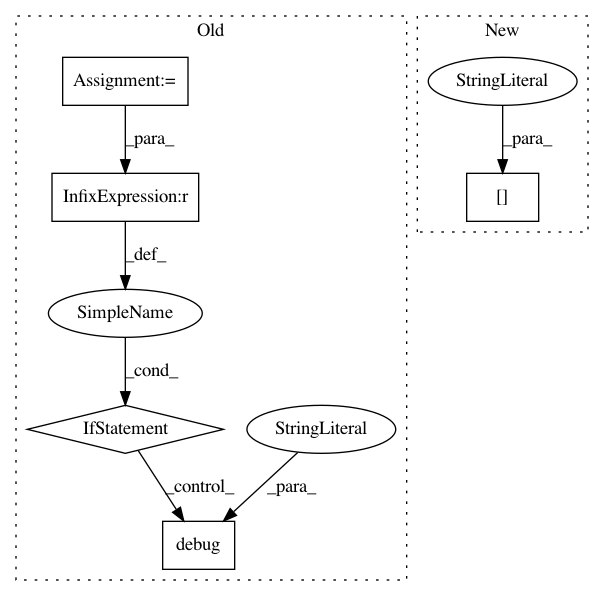 Old
New
Assignment:=
StringLiteral
_para_
_para_
InfixExpression:r
[]
_def_
SimpleName
_cond_
IfStatement
StringLiteral
_control_
_para_
debug